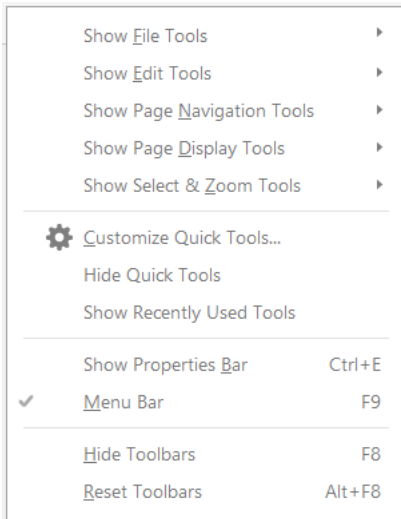 Show File Tools
Show Edit Tools
Show Page Navigation Tools
Show Page Display Tools
Show Select & Zoom Tools
Customize Quick Tools...
Hide Quick Tools
Show Recently Used Tools
Show Properties Bar Ctrl+E
Menu Bar F9
Hide Toolbars F8
Reset Toolbars Alt+F8